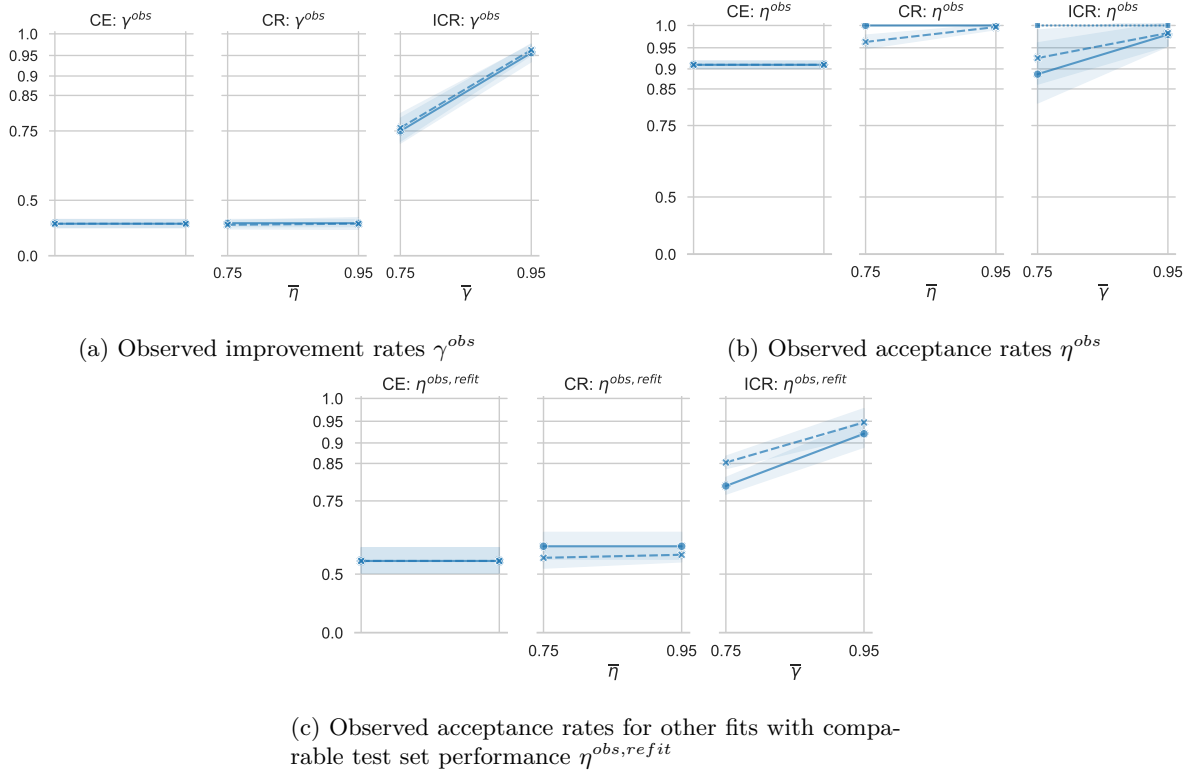 CE: γ^obs
CR: γ^obs
ICR: γ^obs
1.0
0.95
0.9
0.85
0.75
0.5
0.0
0.75 0.95 0.75 0.95
η̅ γ̅
(a) Observed improvement rates γ^obs
CE: η^obs
CR: η^obs
ICR: η^obs
1.0
0.95
0.9
0.85
0.75
0.5
0.0
0.75 0.95 0.75 0.95
η̅ γ̅
(b) Observed acceptance rates η^obs
CE: η^obs, refit
CR: η^obs, refit
ICR: η^obs, refit
1.0
0.95
0.9
0.85
0.75
0.5
0.0
0.75 0.95 0.75 0.95
η̅ γ̅
(c) Observed acceptance rates for other fits with compa-
rable test set performance η^obs,refit